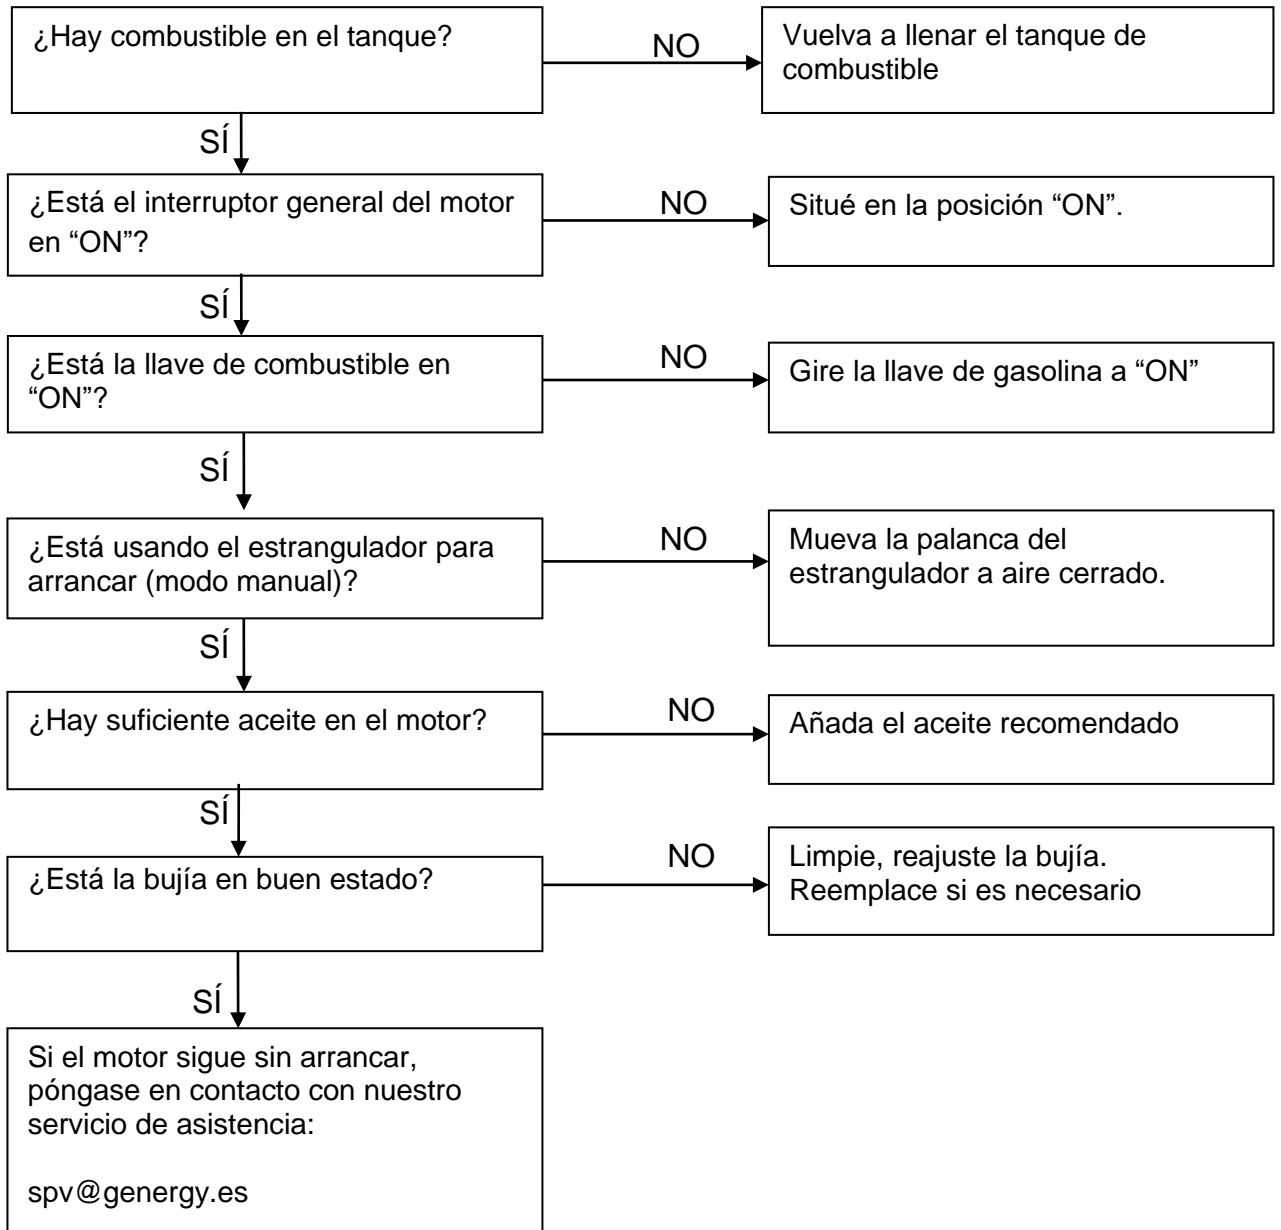 ¿Hay combustible en el tanque?
NO
Vuelva a llenar el tanque de
combustible
SÍ
¿Está el interruptor general del motor
en “ON”?
NO
Situé en la posición “ON”.
SÍ
¿Está la llave de combustible en
“ON”?
NO
Gire la llave de gasolina a “ON”
SÍ
¿Está usando el estrangulador para
arrancar (modo manual)?
NO
Mueva la palanca del
estrangulador a aire cerrado.
SÍ
¿Hay suficiente aceite en el motor?
NO
Añada el aceite recomendado
SÍ
¿Está la bujía en buen estado?
NO
Limpie, reajuste la bujía.
Reemplace si es necesario
SÍ
Si el motor sigue sin arrancar,
póngase en contacto con nuestro
servicio de asistencia:
spv@genergy.es